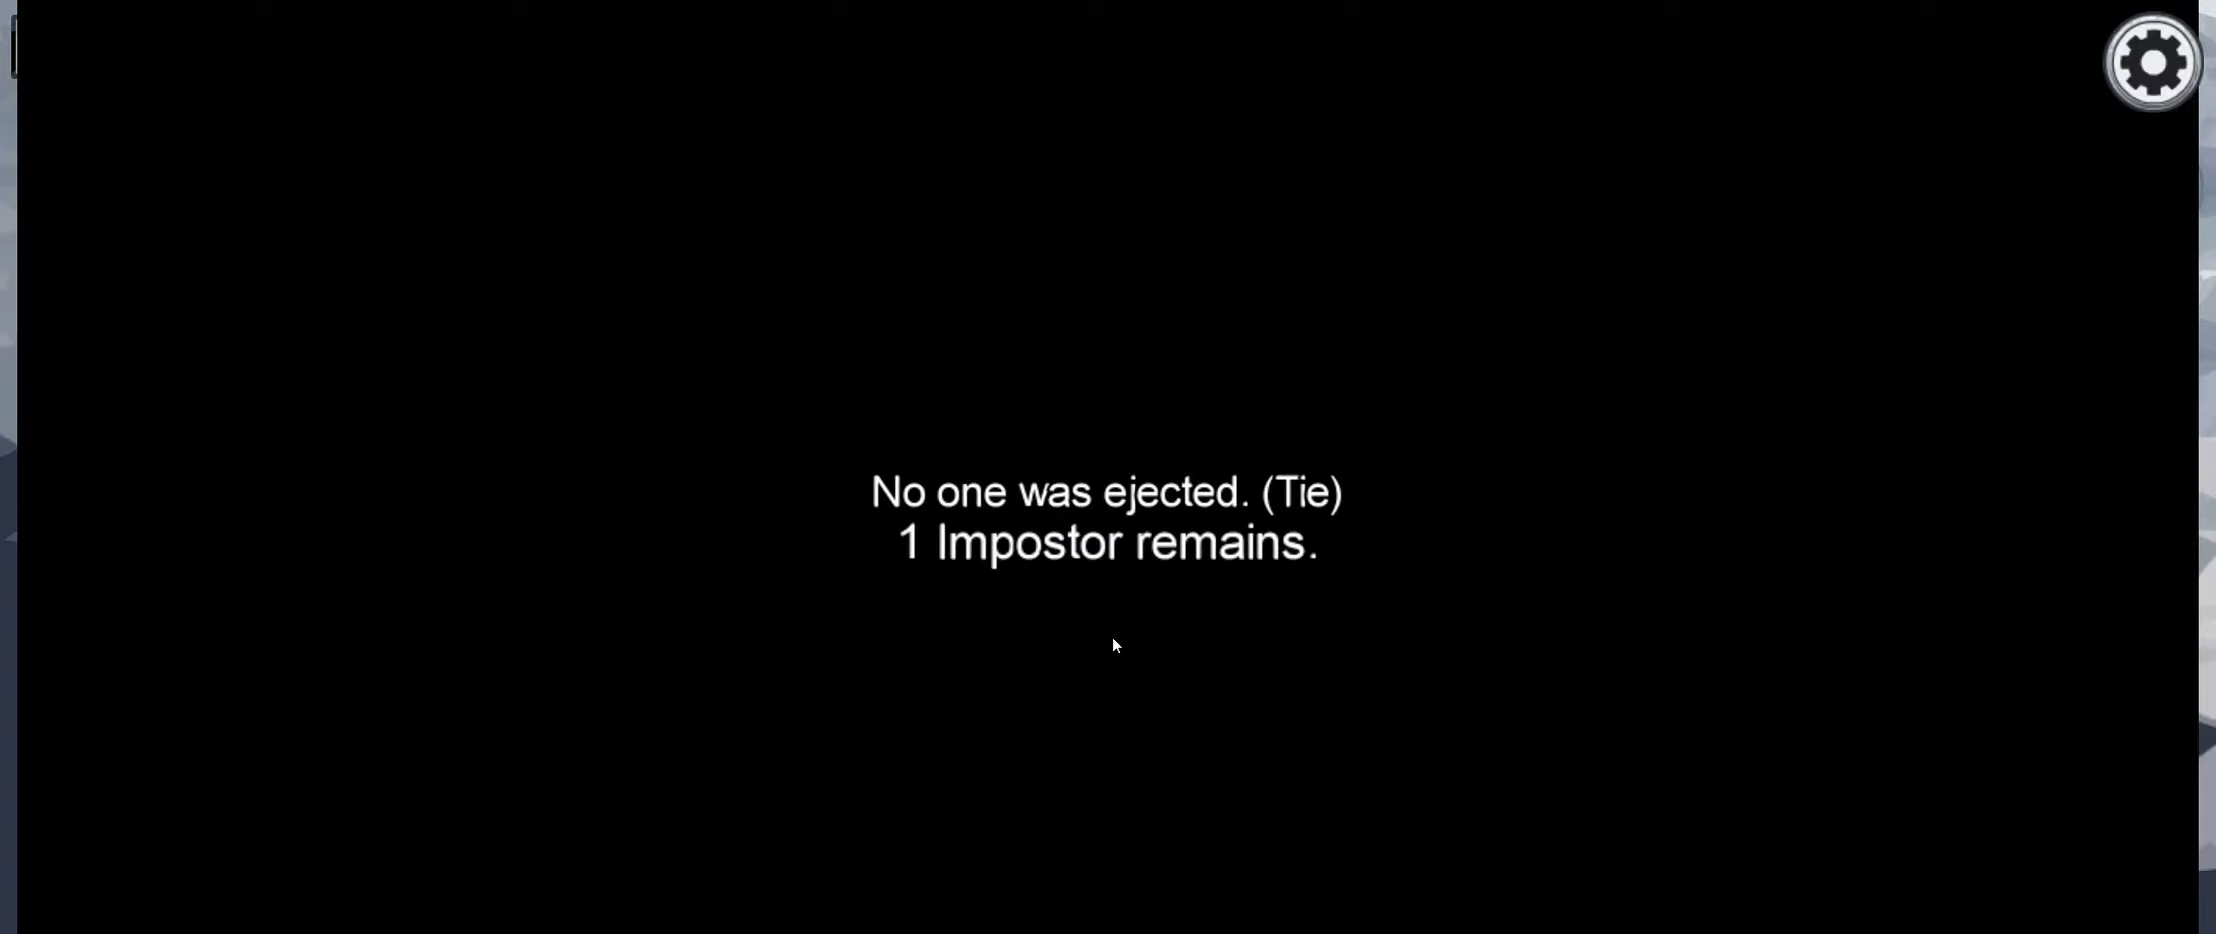 No one was ejected. (Tie)
1 Impostor remains.